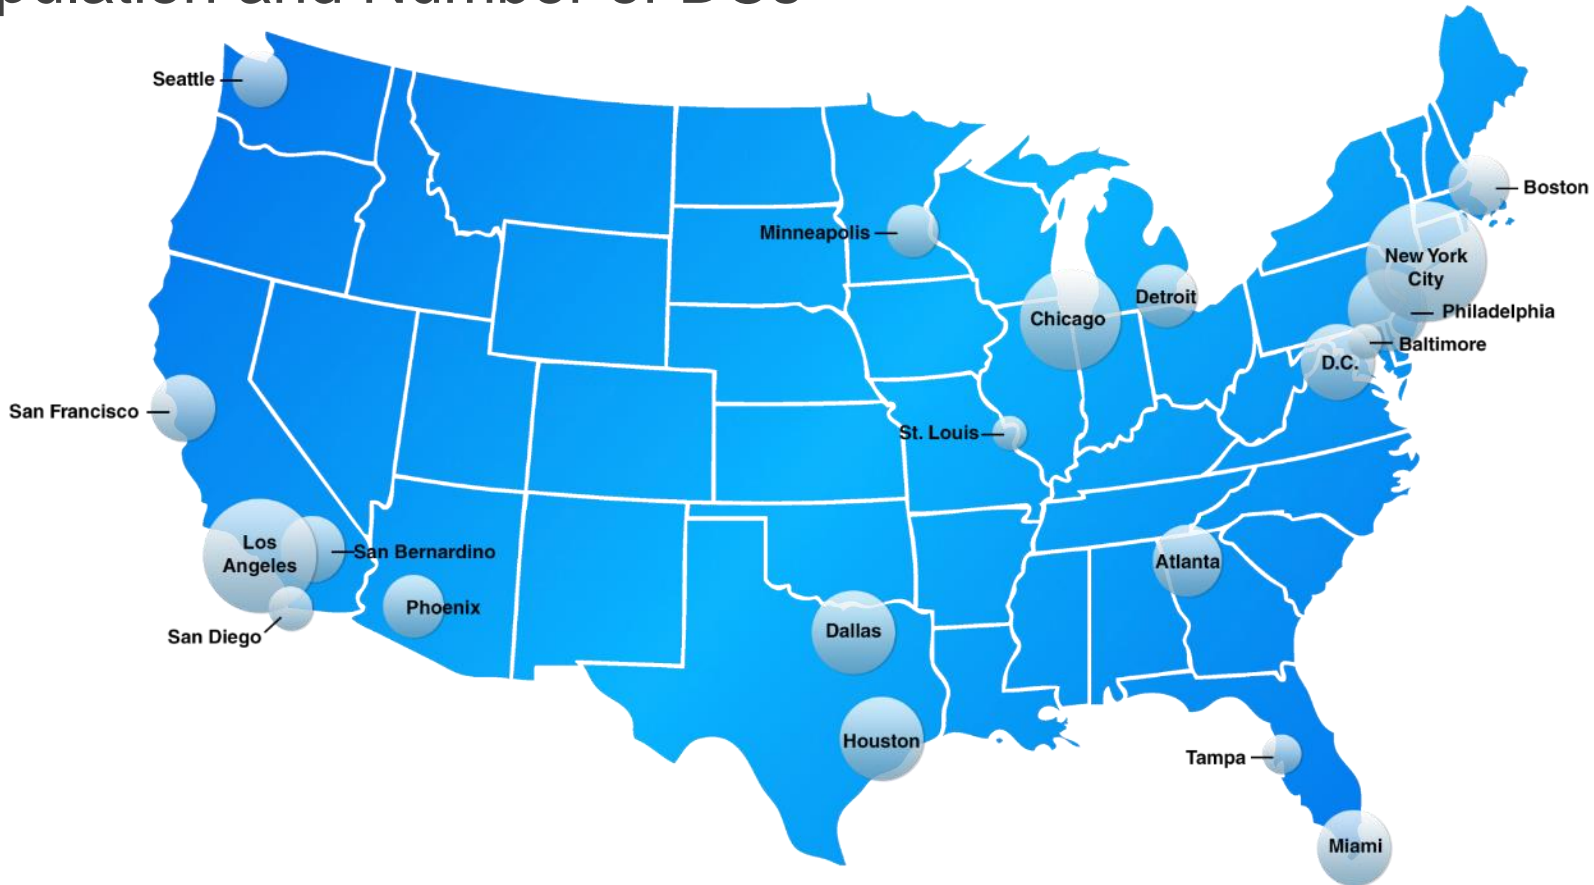 Seattle
Boston
Minneapolis
New York
City
Detroit
Philadelphia
Chicago
Baltimore
D.C.
San Francisco
St. Louis
Los
Angeles
San Bernardino
Atlanta
Phoenix
Dallas
San Diego
Houston
Tampa
Miami